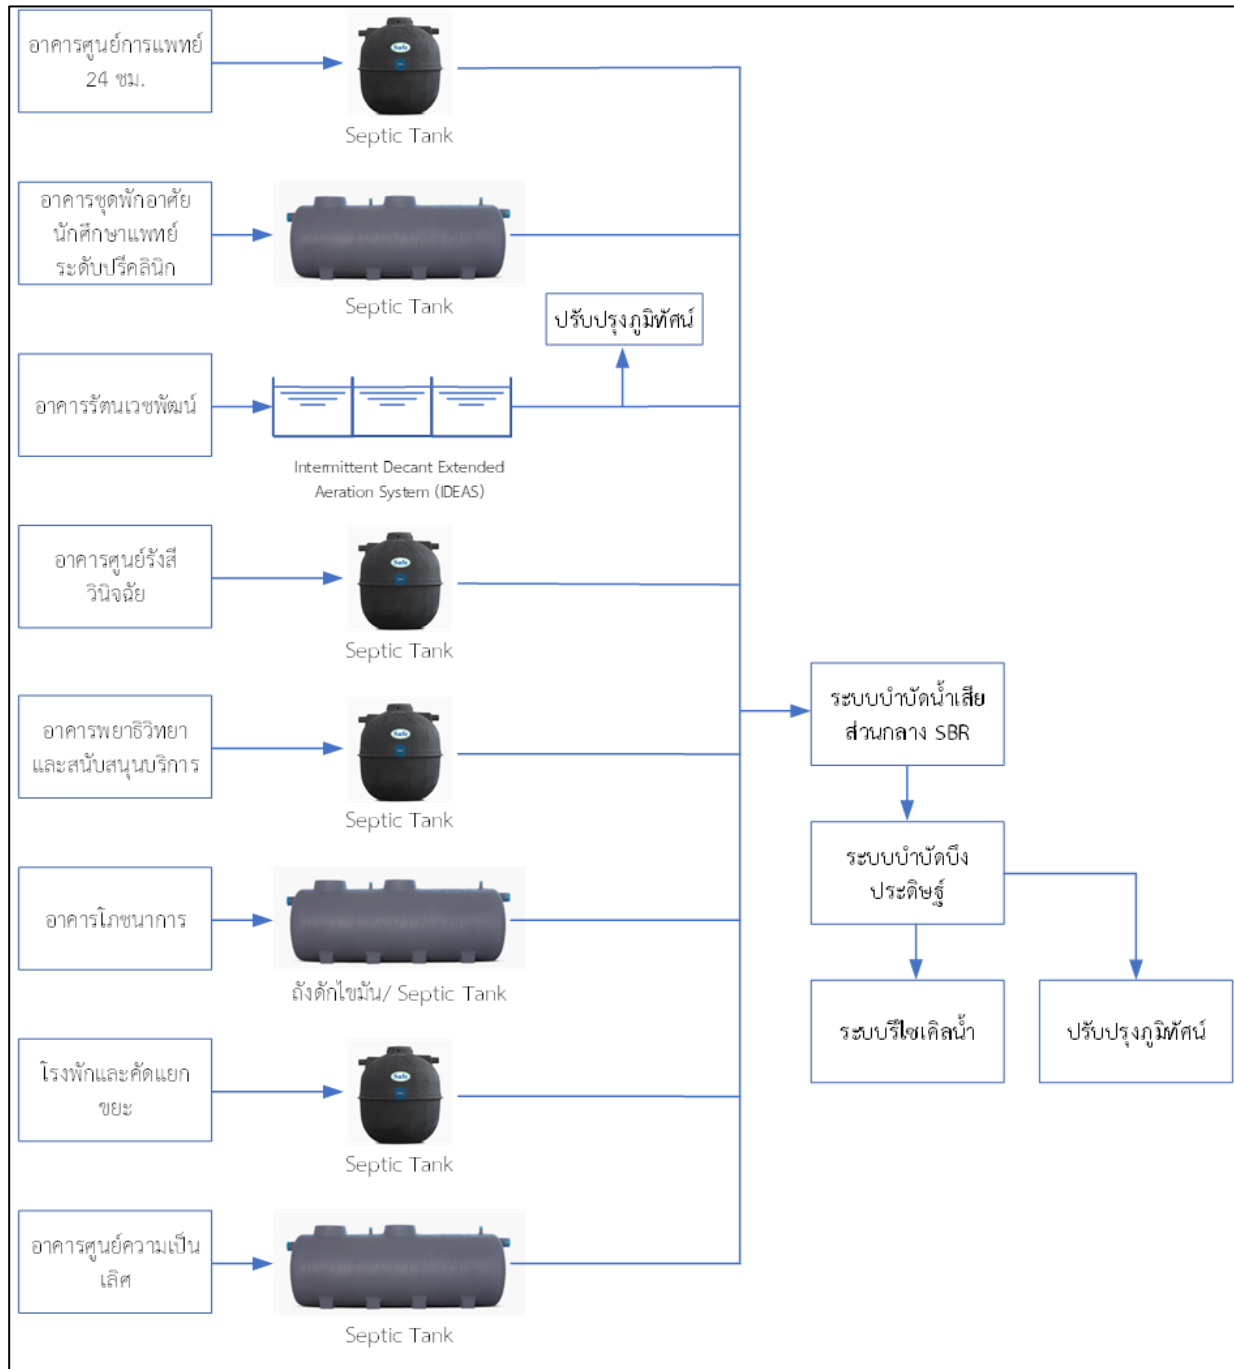 อาคารศูนย์การแพทย์
24 ชม.
Safe
Septic Tank
อาคารชุดพักอาศัย
นักศึกษาแพทย์
ระดับปรีคลินิก
Septic Tank
ปรับปรุงภูมิทัศน์
อาคารรัตนเวชพัฒน์
Intermittent Decant Extended
Aeration System (IDEAS)
อาคารศูนย์รังสี
วินิจฉัย
Safe
Septic Tank
อาคารพยาธิวิทยา
และสนับสนุนบริการ
Safe
Septic Tank
ระบบบำบัดน้ำเสีย
ส่วนกลาง SBR
ระบบบำบัดบึง
ประดิษฐ์
อาคารโภชนาการ
ถังดักไขมัน/ Septic Tank
ระบบรีไซเคิลน้ำ
ปรับปรุงภูมิทัศน์
โรงพักและคัดแยก
ขยะ
Safe
Septic Tank
อาคารศูนย์ความเป็น
เลิศ
Septic Tank